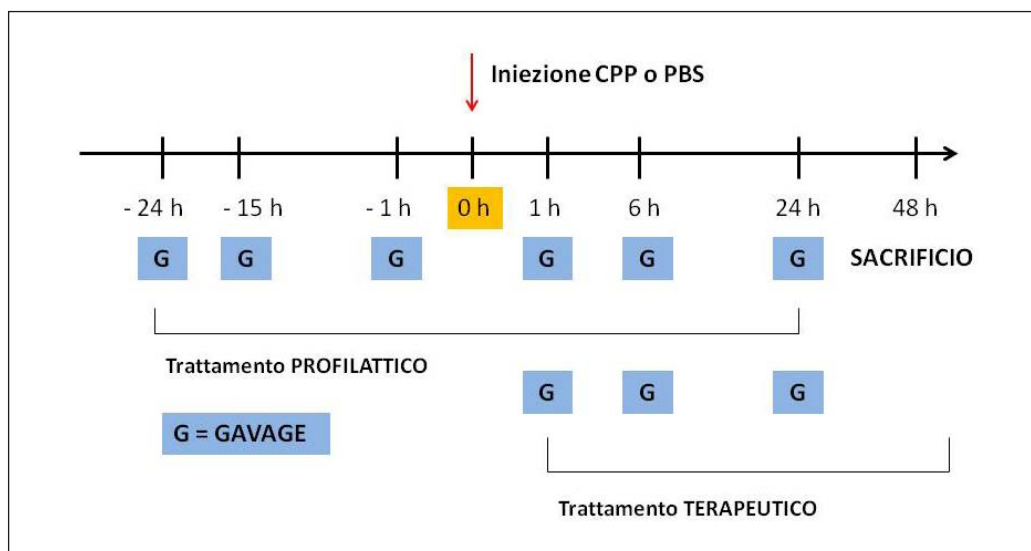 Iniezione CPP o PBS
- 24 h - 15 h - 1 h 0 h 1 h 6 h 24 h 48 h
G G G G G G SACRIFICIO
Trattamento PROFILATTICO
G G G
G = GAVAGE
Trattamento TERAPEUTICO